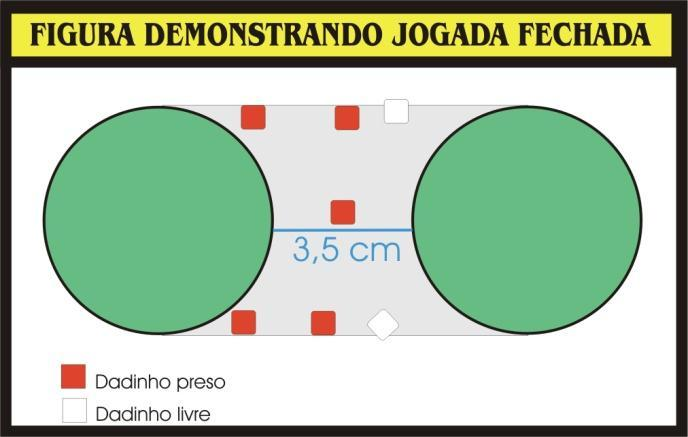 FIGURA DEMONSTRANDO JOGADA FECHADA
3,5 cm
Dadinho preso
Dadinho livre